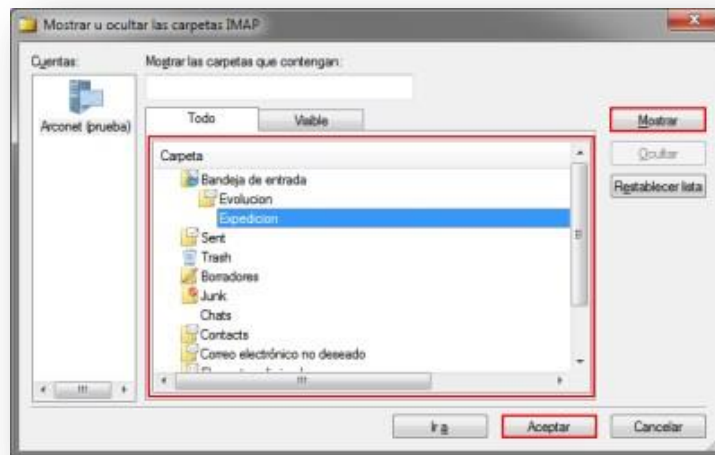 Mostrar u ocultar las carpetas IMAP
Cuentas:
Mostrar las carpetas que contengan:
Arconet (prueba)
Todo
Visible
Mostrar
Ocultar
Restablecer lista
Carpeta
Bandeja de entrada
Evolucion
Expedicion
Sent
Trash
Borradores
Junk
Chats
Contacts
Correo electrónico no deseado
Ir a
Aceptar
Cancelar